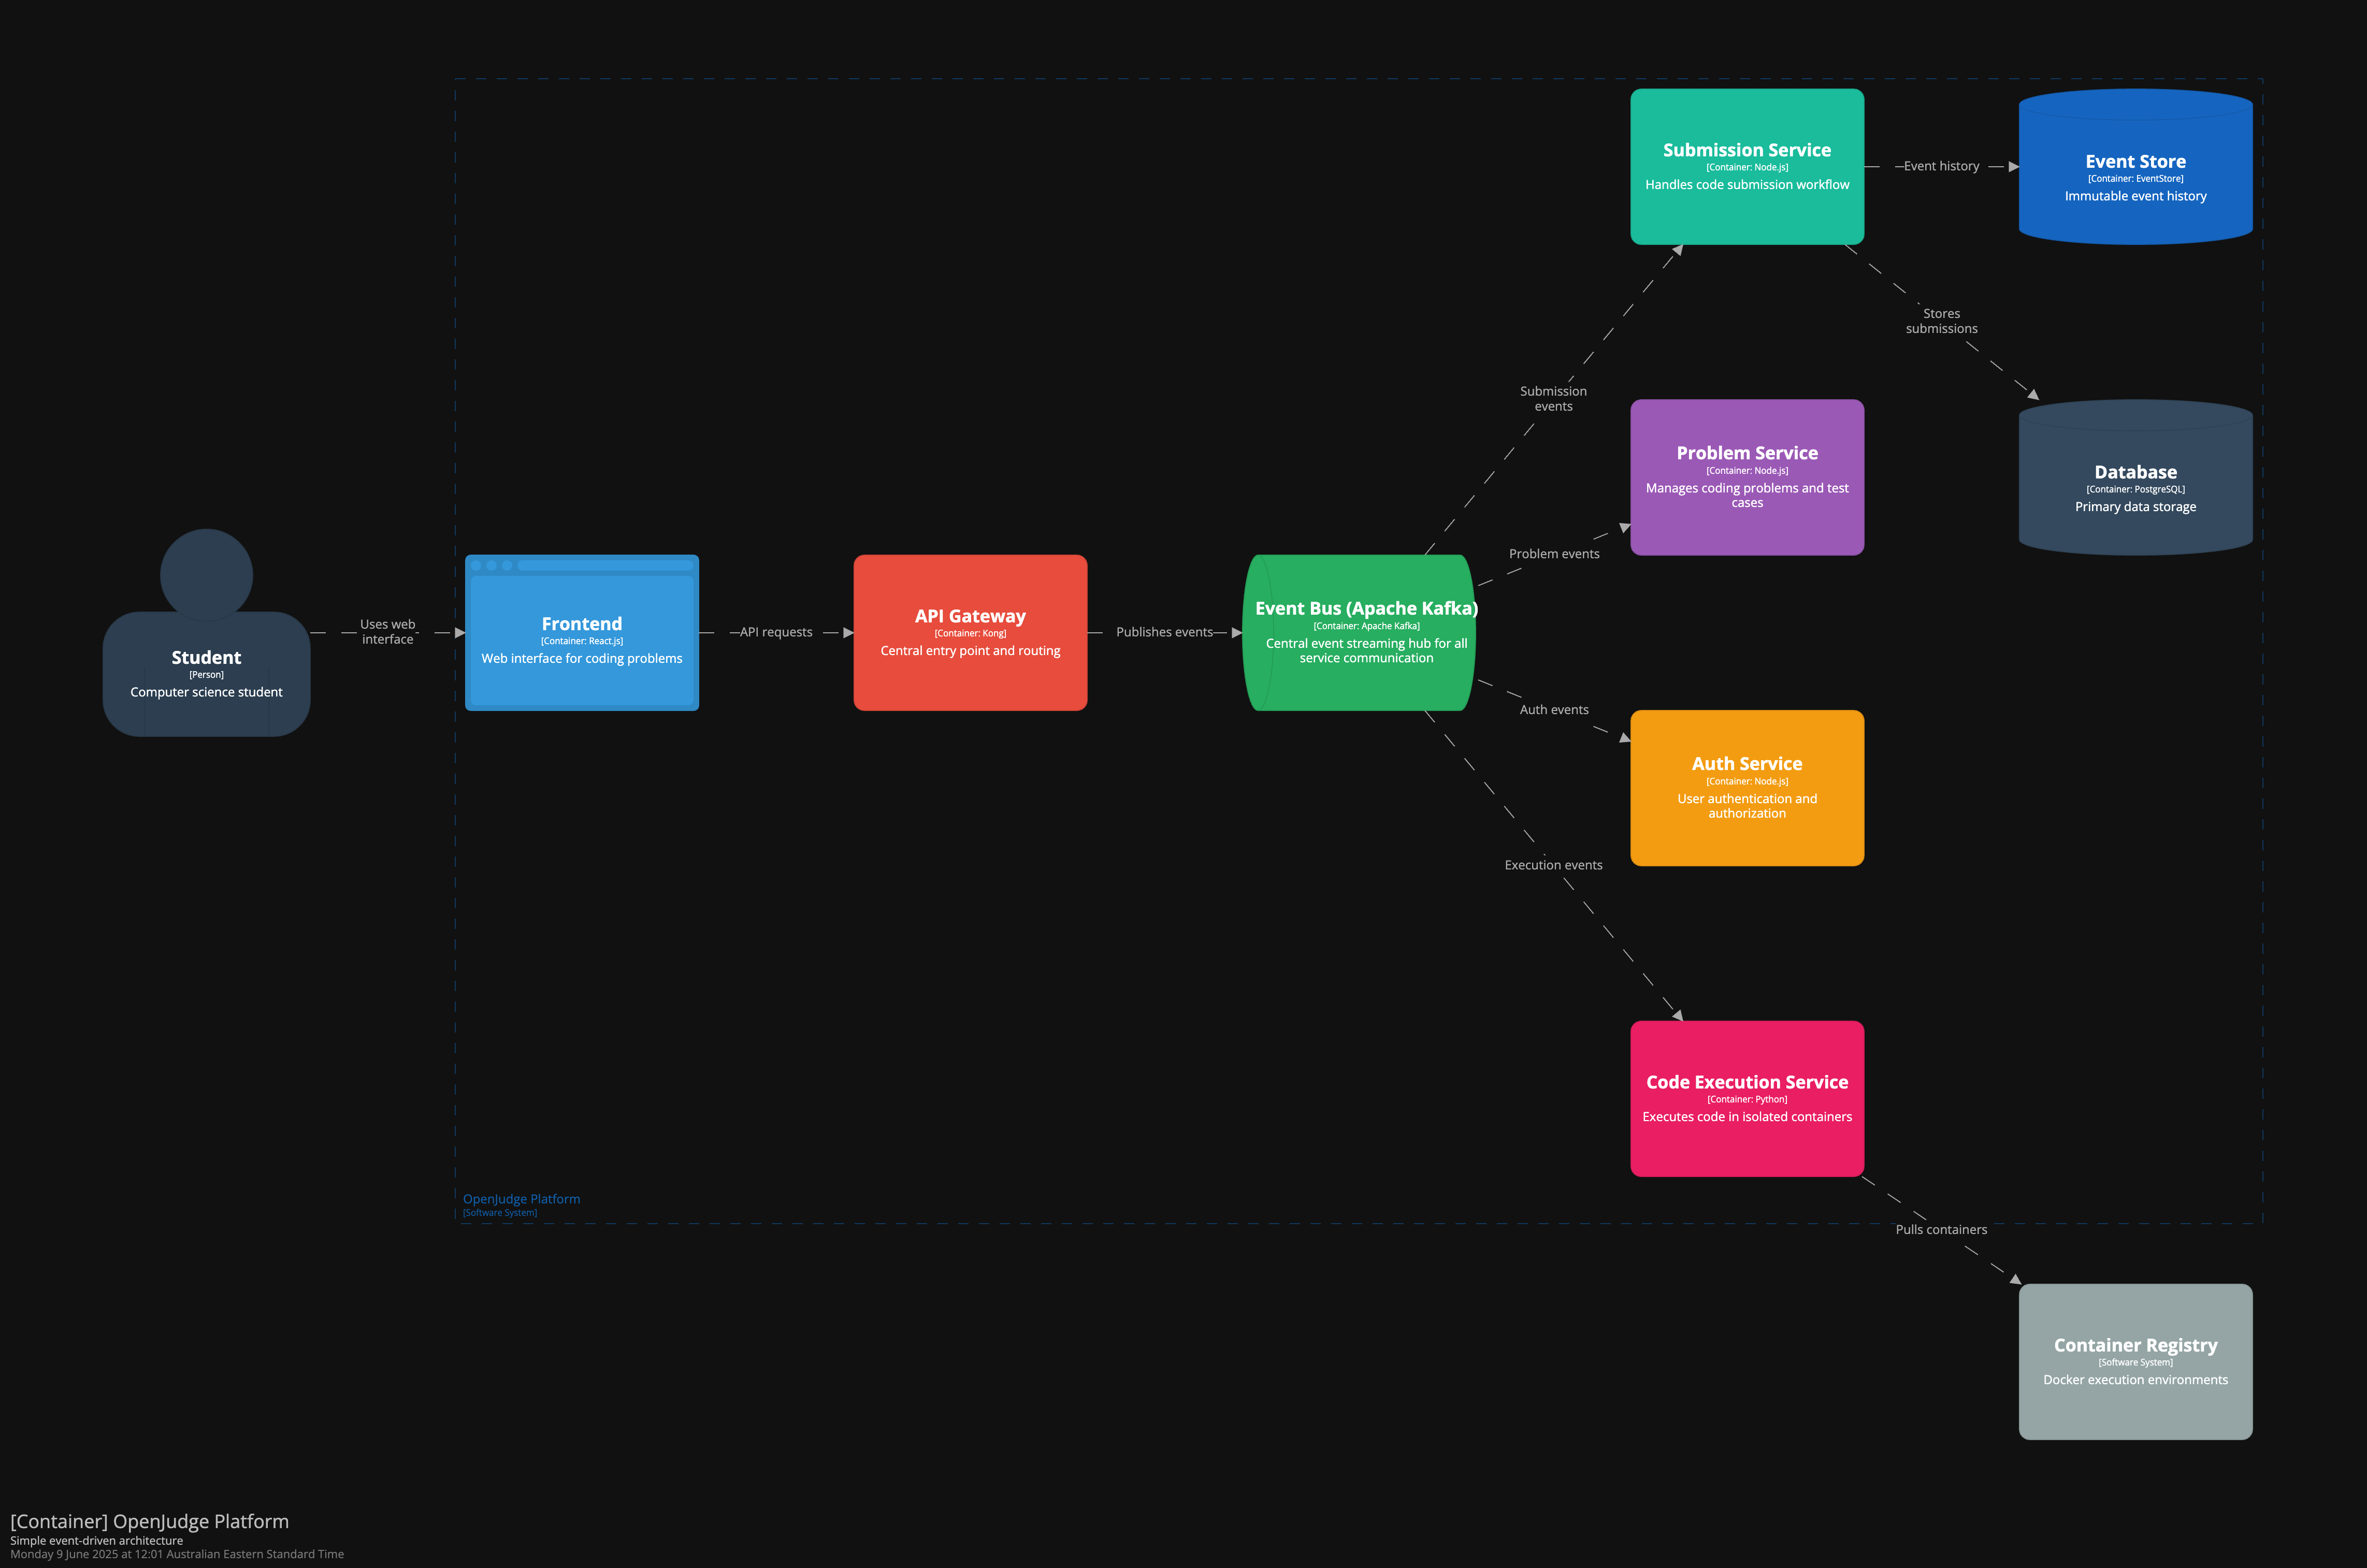 Submission Service
[Container: Node.js]
Handles code submission workflow
Event history
Event Store
[Container: EventStore]
Immutable event history
Stores
submissions
Submission
events
Problem Service
[Container: Node.js]
Manages coding problems and test
cases
Database
[Container: PostgreSQL]
Primary data storage
Problem events
Student
[Person]
Computer science student
Uses web
interface
Frontend
[Container: React.js]
Web interface for coding problems
API requests
API Gateway
[Container: Kong]
Central entry point and routing
Publishes events
Event Bus (Apache Kafka)
[Container: Apache Kafka]
Central event streaming hub for all
service communication
Auth events
Auth Service
[Container: Node.js]
User authentication and
authorization
Execution events
Code Execution Service
[Container: Python]
Executes code in isolated containers
OpenJudge Platform
[Software System]
Pulls containers
Container Registry
[Software System]
Docker execution environments
[Container] OpenJudge Platform
Simple event-driven architecture
Monday 9 June 2025 at 12:01 Australian Eastern Standard Time